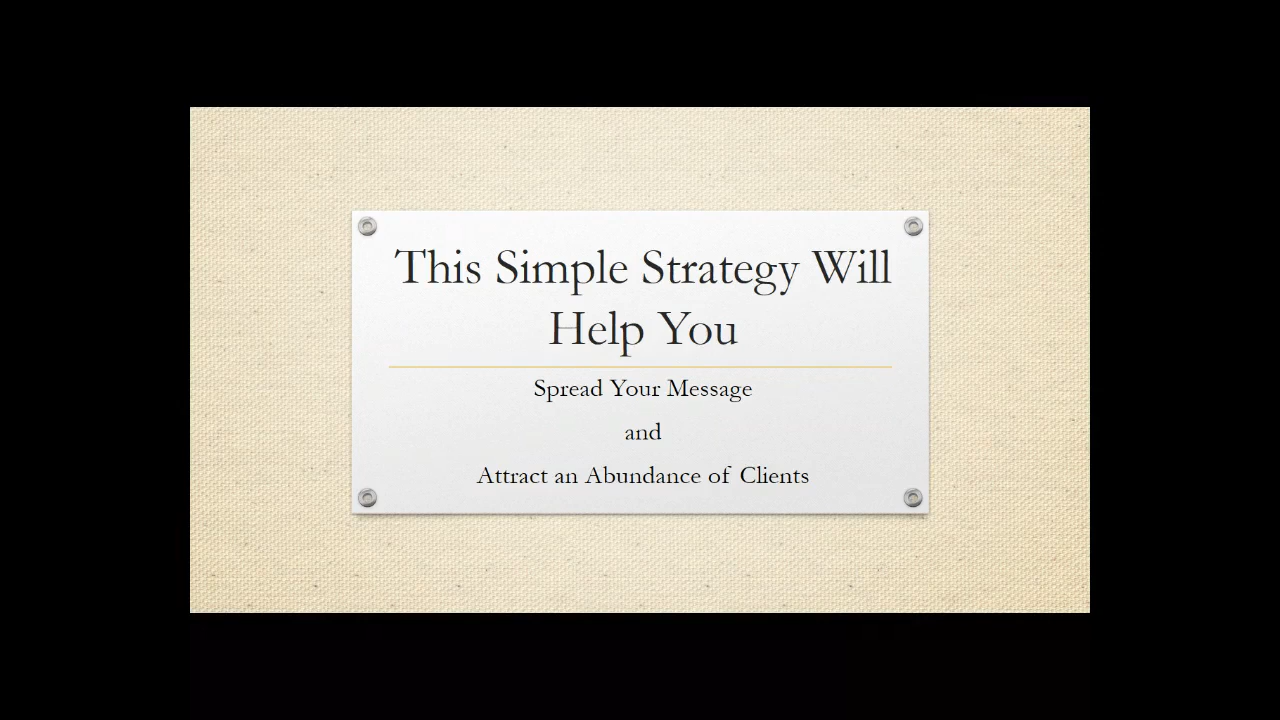 This Simple Strategy Will
Help You
Spread Your Message
and
Attract an Abundance of Clients